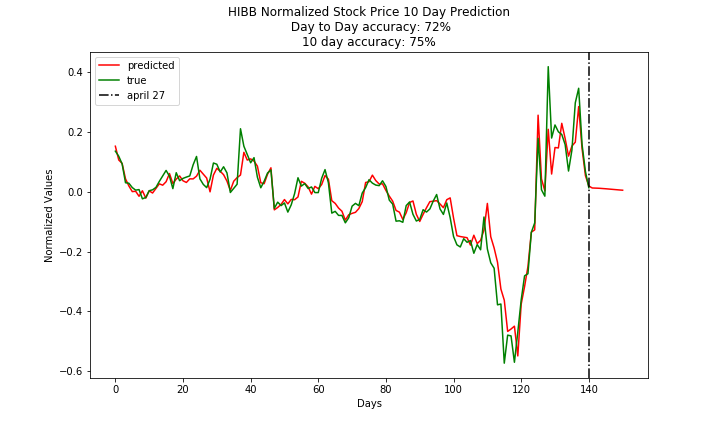 HIBB Normalized Stock Price 10 Day Prediction
Day to Day accuracy: 72%
10 day accuracy: 75%
predicted
true
april 27
0.4
0.2
0.0
−0.2
−0.4
−0.6
Normalized Values
0 20 40 60 80 100 120 140
Days